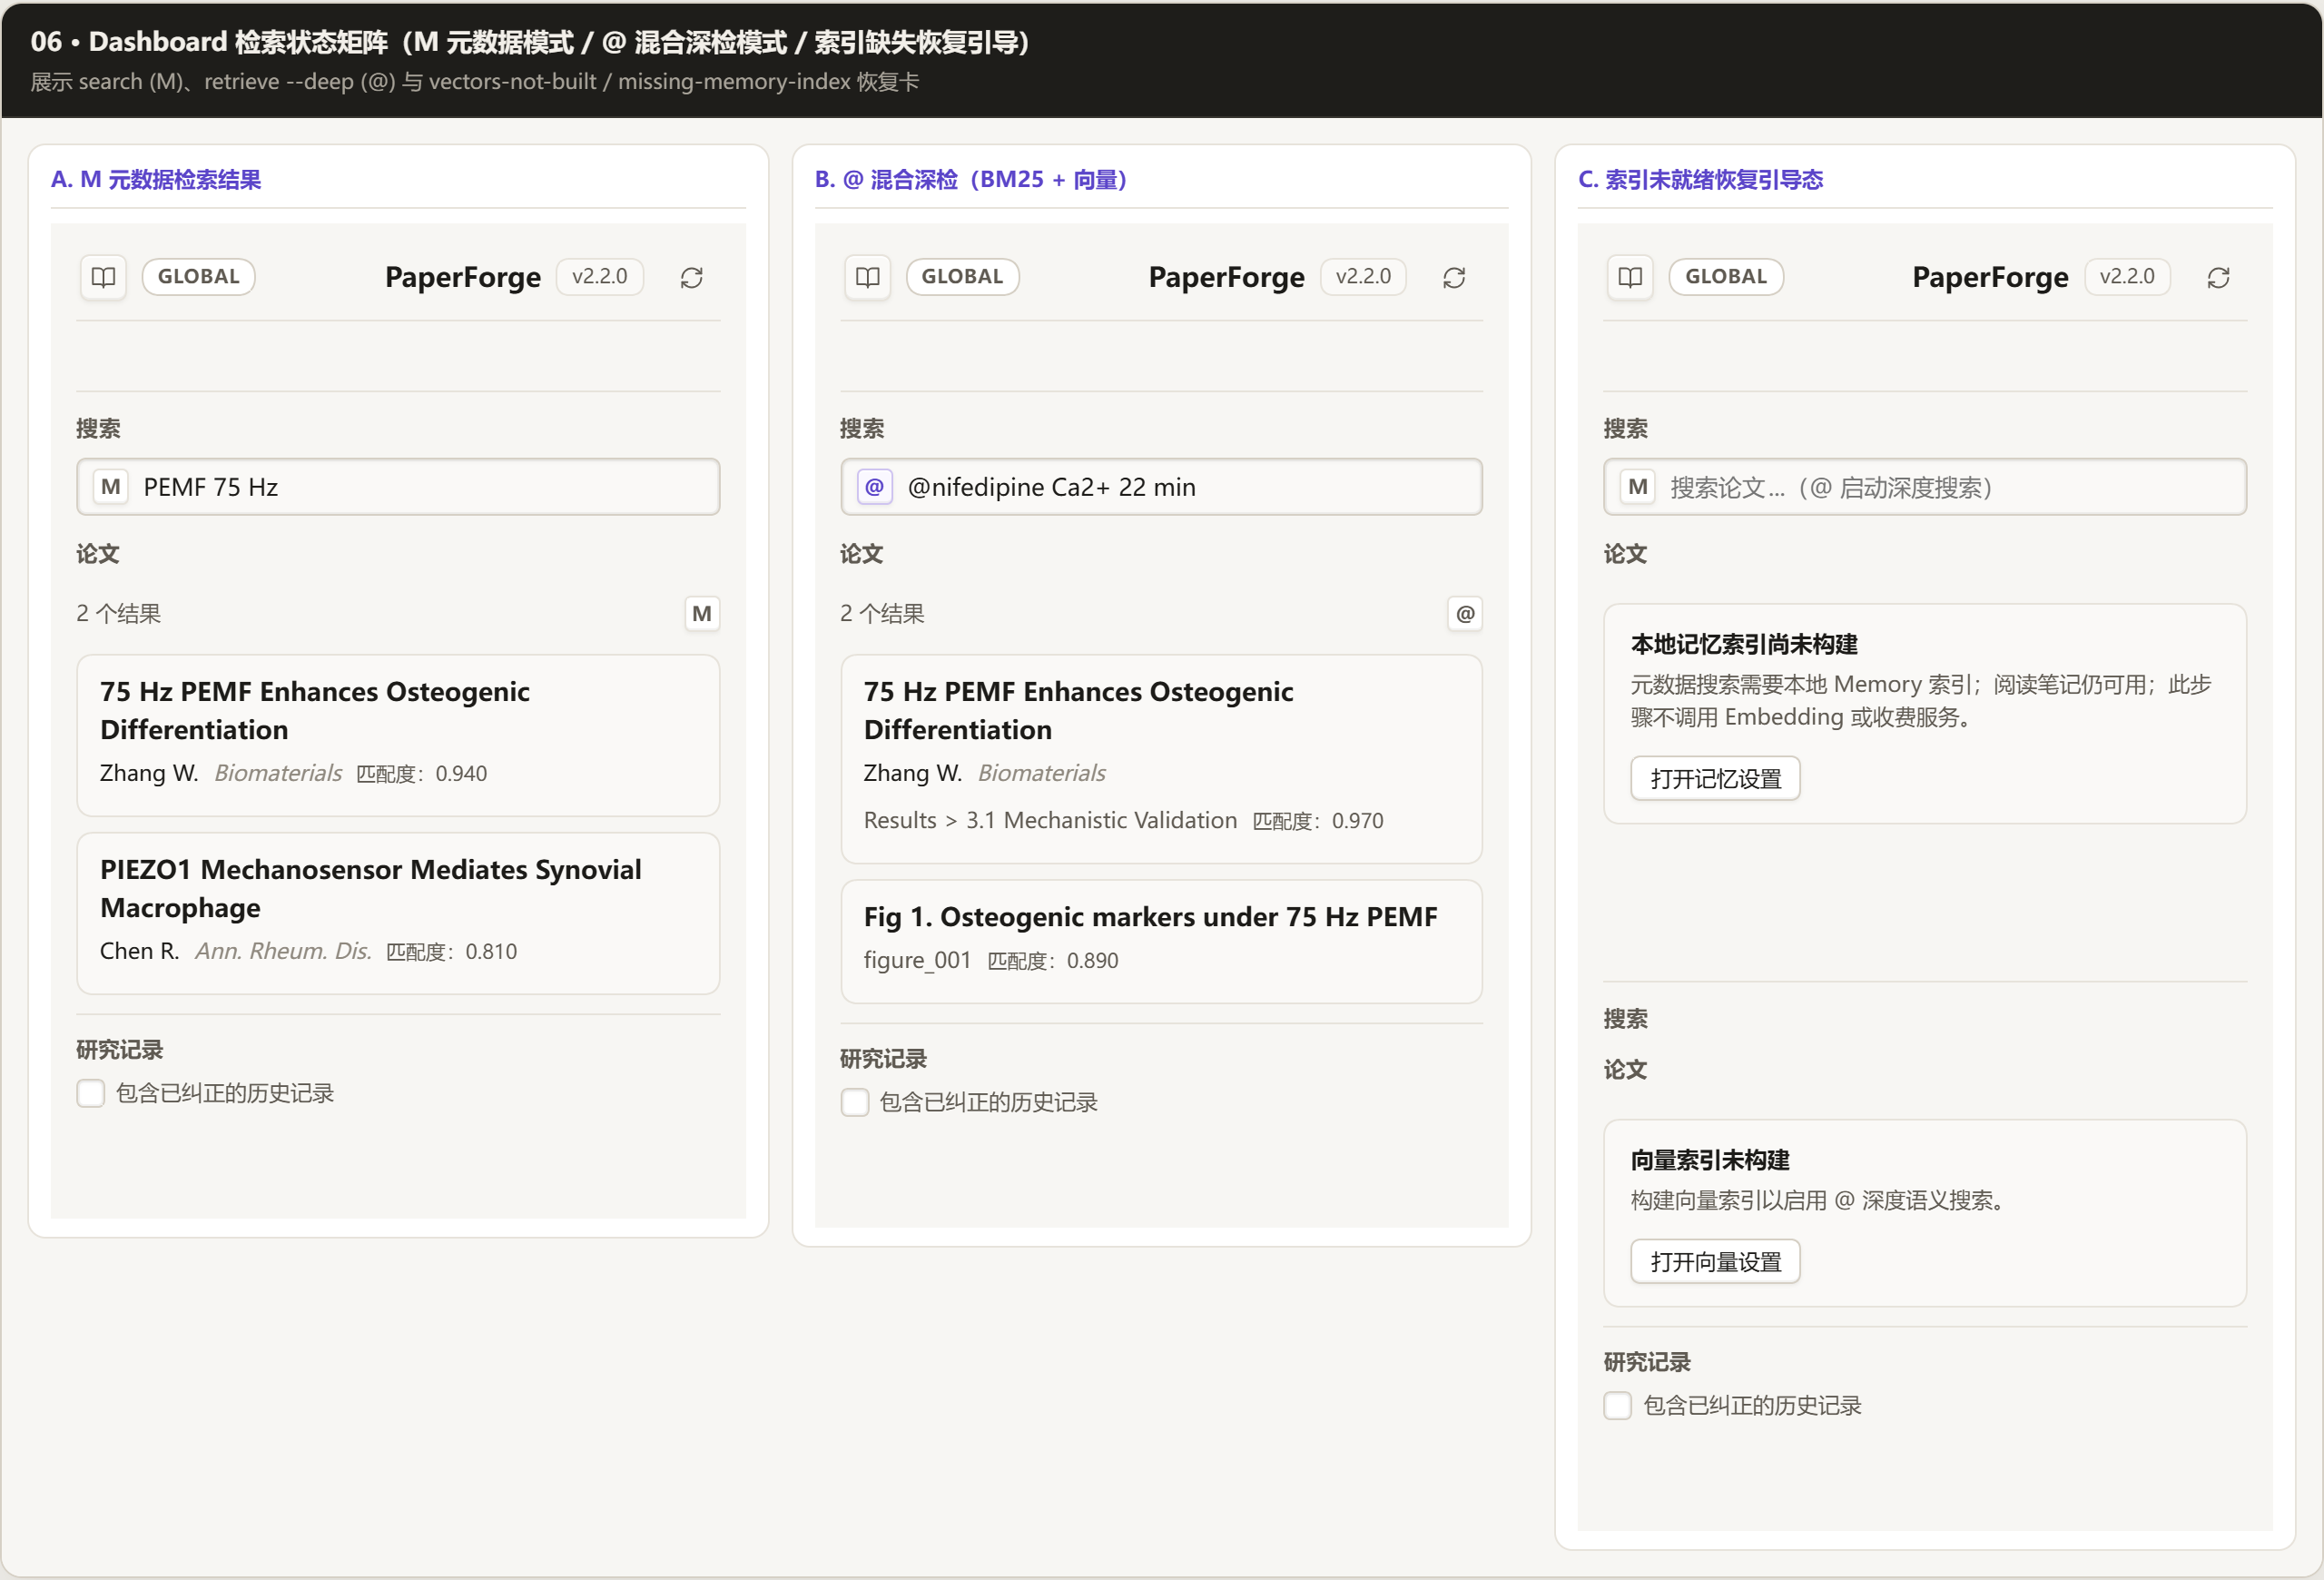 06 • Dashboard 检索状态矩阵（M 元数据模式 / @ 混合深检模式 / 索引缺失恢复引导）
展示 search (M)、retrieve --deep (@) 与 vectors-not-built / missing-memory-index 恢复卡
A. M 元数据检索结果
GLOBAL PaperForge v2.2.0
搜索
M PEMF 75 Hz
论文
2 个结果 M
75 Hz PEMF Enhances Osteogenic
Differentiation
Zhang W. Biomaterials 匹配度：0.940
PIEZO1 Mechanosensor Mediates Synovial
Macrophage
Chen R. Ann. Rheum. Dis. 匹配度：0.810
研究记录
包含已纠正的历史记录
B. @ 混合深检（BM25 + 向量）
GLOBAL PaperForge v2.2.0
搜索
@ @nifedipine Ca2+ 22 min
论文
2 个结果 @
75 Hz PEMF Enhances Osteogenic
Differentiation
Zhang W. Biomaterials
Results > 3.1 Mechanistic Validation 匹配度：0.970
Fig 1. Osteogenic markers under 75 Hz PEMF
figure_001 匹配度：0.890
研究记录
包含已纠正的历史记录
C. 索引未就绪恢复引导态
GLOBAL PaperForge v2.2.0
搜索
M 搜索论文...（@ 启动深度搜索）
论文
本地记忆索引尚未构建
元数据搜索需要本地 Memory 索引；阅读笔记仍可用；此步
骤不调用 Embedding 或收费服务。
打开记忆设置
搜索
论文
向量索引未构建
构建向量索引以启用 @ 深度语义搜索。
打开向量设置
研究记录
包含已纠正的历史记录